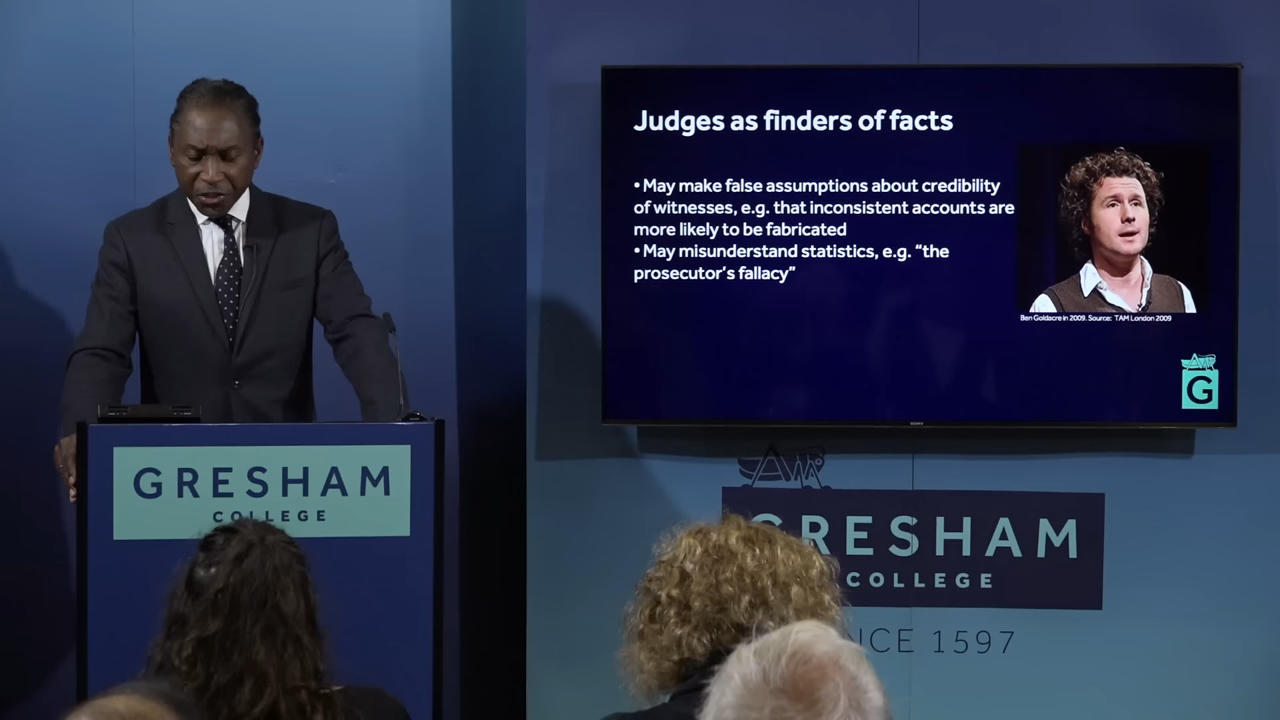 Judges as finders of facts
• May make false assumptions about credibility
of witnesses, e.g. that inconsistent accounts are
more likely to be fabricated
• May misunderstand statistics, e.g. “the
prosecutor’s fallacy”
Ben Goldacre in 2009. Source: TAM London 2009
G
SONY
GRESHAM
COLLEGE
GRESHAM
COLLEGE
1597